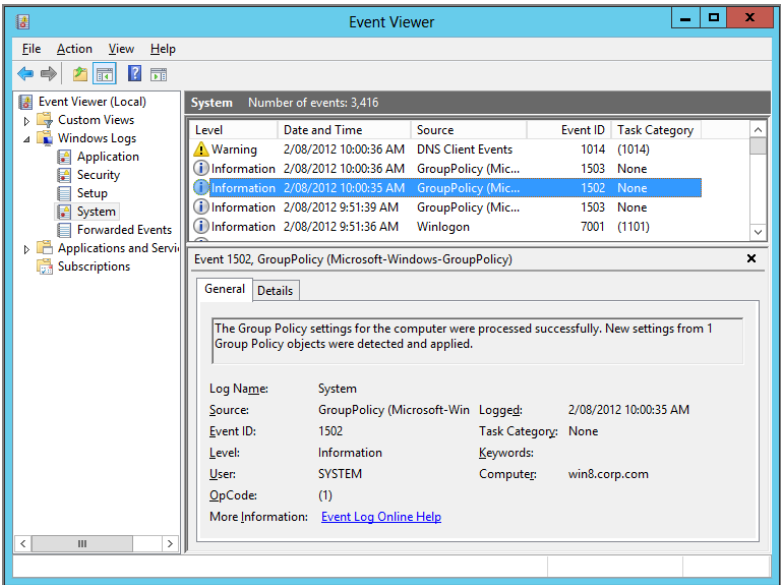 Event Viewer
File Action View Help
Event Viewer (Local)
Custom Views
Windows Logs
Application
Security
Setup
System
Forwarded Events
Applications and Servi
Subscriptions
System Number of events: 3,416
Level Date and Time Source Event ID Task Category
Warning 2/08/2012 10:00:36 AM DNS Client Events 1014 (1014)
Information 2/08/2012 10:00:36 AM GroupPolicy (Mic... 1503 None
Information 2/08/2012 10:00:35 AM GroupPolicy (Mic... 1502 None
Information 2/08/2012 9:51:39 AM GroupPolicy (Mic... 1503 None
Information 2/08/2012 9:51:36 AM Winlogon 7001 (1101)
Event 1502, GroupPolicy (Microsoft-Windows-GroupPolicy)
General Details
The Group Policy settings for the computer were processed successfully. New settings from 1
Group Policy objects were detected and applied.
Log Name: System
Source: GroupPolicy (Microsoft-Win Logged: 2/08/2012 10:00:35 AM
Event ID: 1502 Task Category: None
Level: Information Keywords:
User: SYSTEM Computer: win8.corp.com
OpCode: (1)
More Information: Event Log Online Help